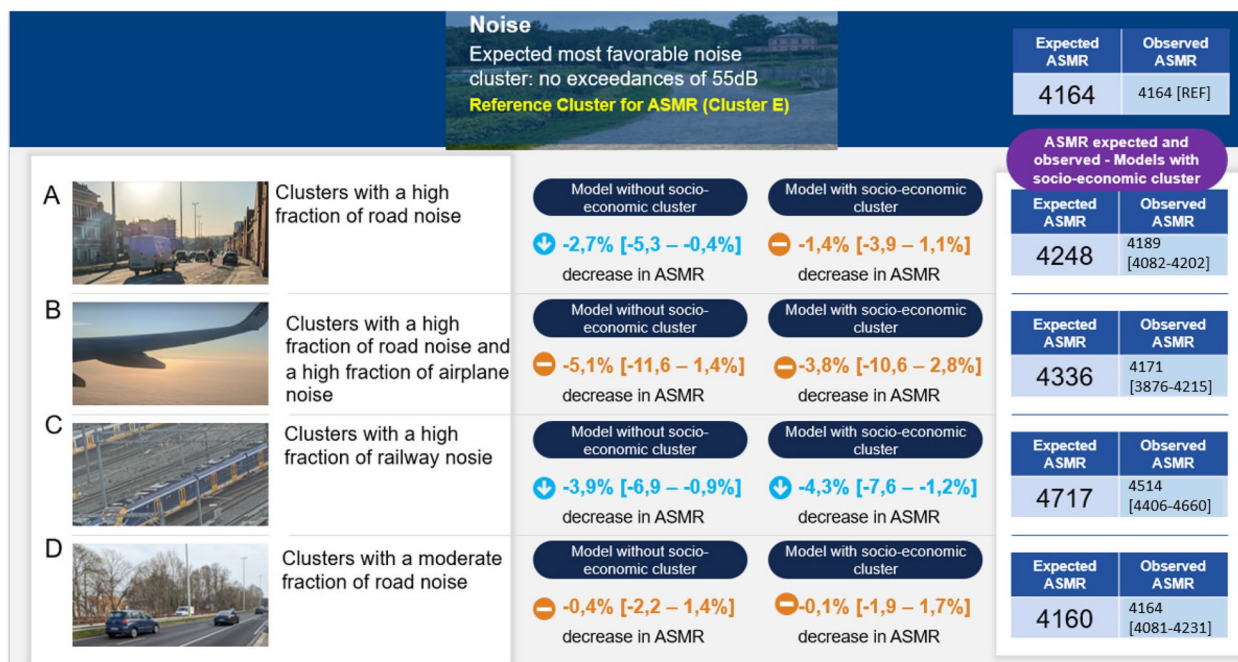 Noise
Expected most favorable noise
cluster: no exceedances of 55dB
Reference Cluster for ASMR (Cluster E)
Expected
ASMR
Observed
ASMR
4164
4164 [REF]
ASMR expected and
observed - Models with
socio-economic cluster
A
Clusters with a high
fraction of road noise
Model without socio-
economic cluster
-2,7% [-5,3 – -0,4%]
decrease in ASMR
Model with socio-economic
cluster
-1,4% [-3,9 – 1,1%]
decrease in ASMR
Expected
ASMR
Observed
ASMR
4248
4189
[4082-4202]
B
Clusters with a high
fraction of road noise and
a high fraction of airplane
noise
Model without socio-
economic cluster
-5,1% [-11,6 – 1,4%]
decrease in ASMR
Model with socio-economic
cluster
-3,8% [-10,6 – 2,8%]
decrease in ASMR
Expected
ASMR
Observed
ASMR
4336
4171
[3876-4215]
C
Clusters with a high
fraction of railway nosie
Model without socio-
economic cluster
-3,9% [-6,9 – -0,9%]
decrease in ASMR
Model with socio-economic
cluster
-4,3% [-7,6 – -1,2%]
decrease in ASMR
Expected
ASMR
Observed
ASMR
4717
4514
[4406-4660]
D
Clusters with a moderate
fraction of road noise
Model without socio-
economic cluster
-0,4% [-2,2 – 1,4%]
decrease in ASMR
Model with socio-economic
cluster
-0,1% [-1,9 – 1,7%]
decrease in ASMR
Expected
ASMR
Observed
ASMR
4160
4164
[4081-4231]